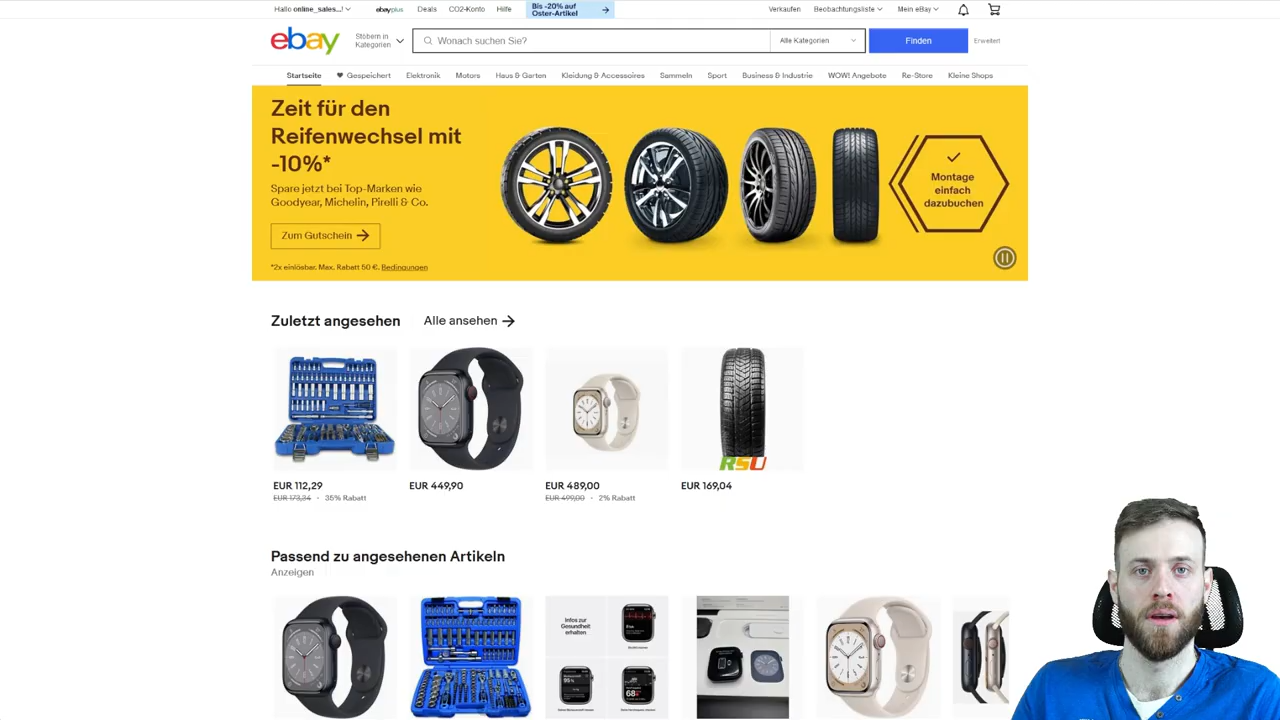 Hallo online_sales...!
ebayplus
Deals
CO2-Konto
Hilfe
Bis -20% auf
Oster-Artikel
Verkaufen
Beobachtungsliste
Mein eBay
ebay
Stöbern in
Kategorien
Wonach suchen Sie?
Alle Kategorien
Finden
Erweitert
Startseite
Gespeichert
Elektronik
Motors
Haus & Garten
Kleidung & Accessoires
Sammeln
Sport
Business & Industrie
WOW! Angebote
Re-Store
Kleine Shops
Zeit für den
Reifenwechsel mit
-10%*
Spare jetzt bei Top-Marken wie
Goodyear, Michelin, Pirelli & Co.
Zum Gutschein
*2x einlösbar. Max. Rabatt 50 €. Bedingungen
Montage
einfach
dazubuchen
Zuletzt angesehen
Alle ansehen
RSU
EUR 112,29
EUR 173,34 · 35% Rabatt
EUR 449,90
EUR 489,00
EUR 499,00 · 2% Rabatt
EUR 169,04
Passend zu angesehenen Artikeln
Anzeigen
Infos zur
Gesundheit
erhalten